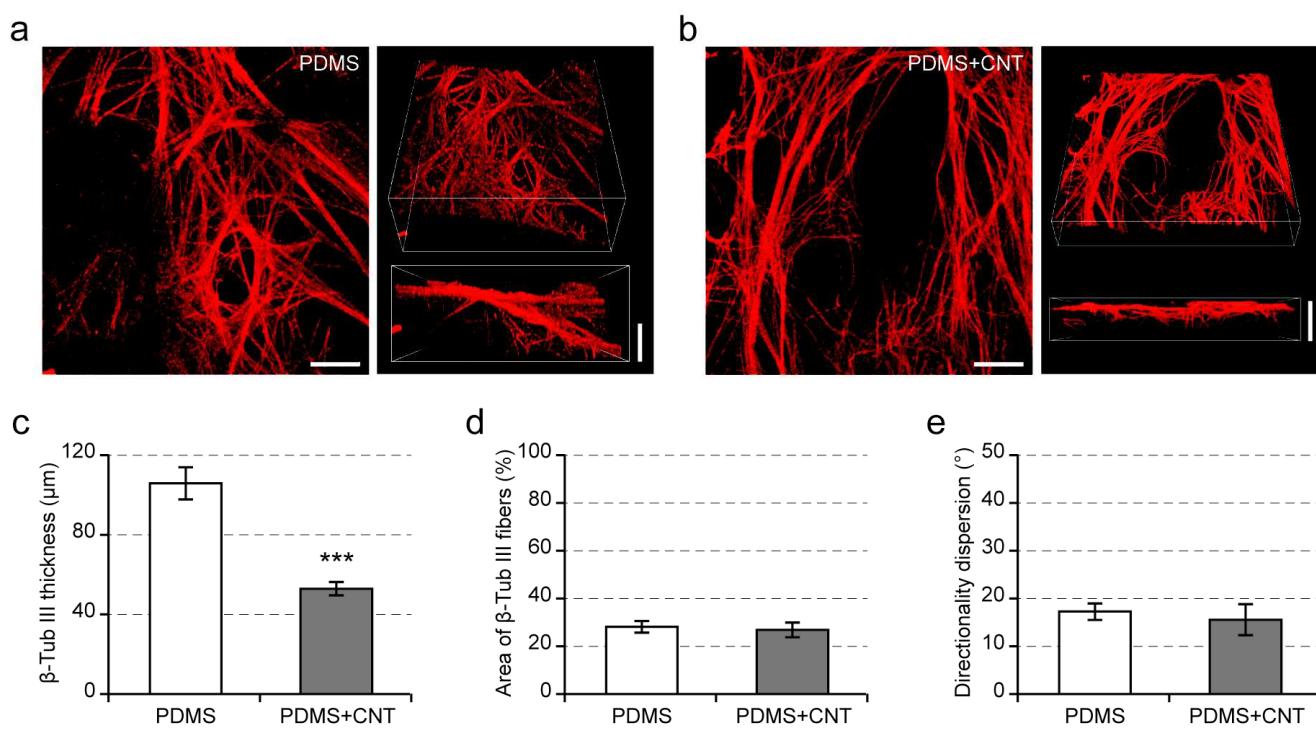 a
PDMS
b
PDMS+CNT
c
β-Tub III thickness (µm)
120
80
40
0
***
PDMS
PDMS+CNT
d
Area of β-Tub III fibers (%)
100
80
60
40
20
0
PDMS
PDMS+CNT
e
Directionality dispersion (°)
50
40
30
20
10
0
PDMS
PDMS+CNT